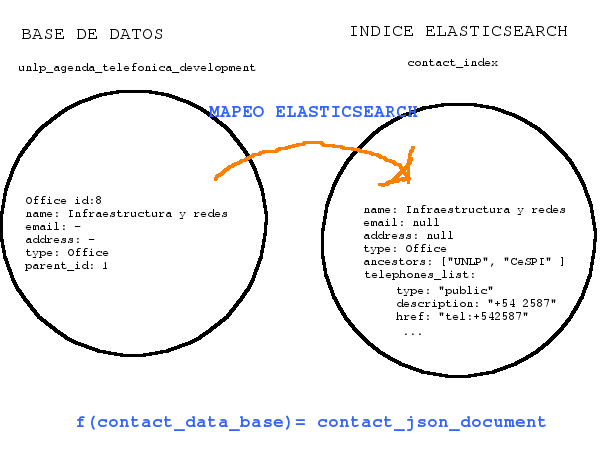 BASE DE DATOS
unlp_agenda_telefonica_development
INDICE ELASTICSEARCH
contact_index
MAPEO ELASTICSEARCH
Office id:8
name: Infraestructura y redes
email: -
address: -
type: Office
parent_id: 1
name: Infraestructura y redes
email: null
address: null
type: Office
ancestors: ["UNLP", "CeSPI" ]
telephones_list:
type: "public"
description: "+54 2587"
href: "tel:+542587"
...
f(contact_data_base)= contact_json_document